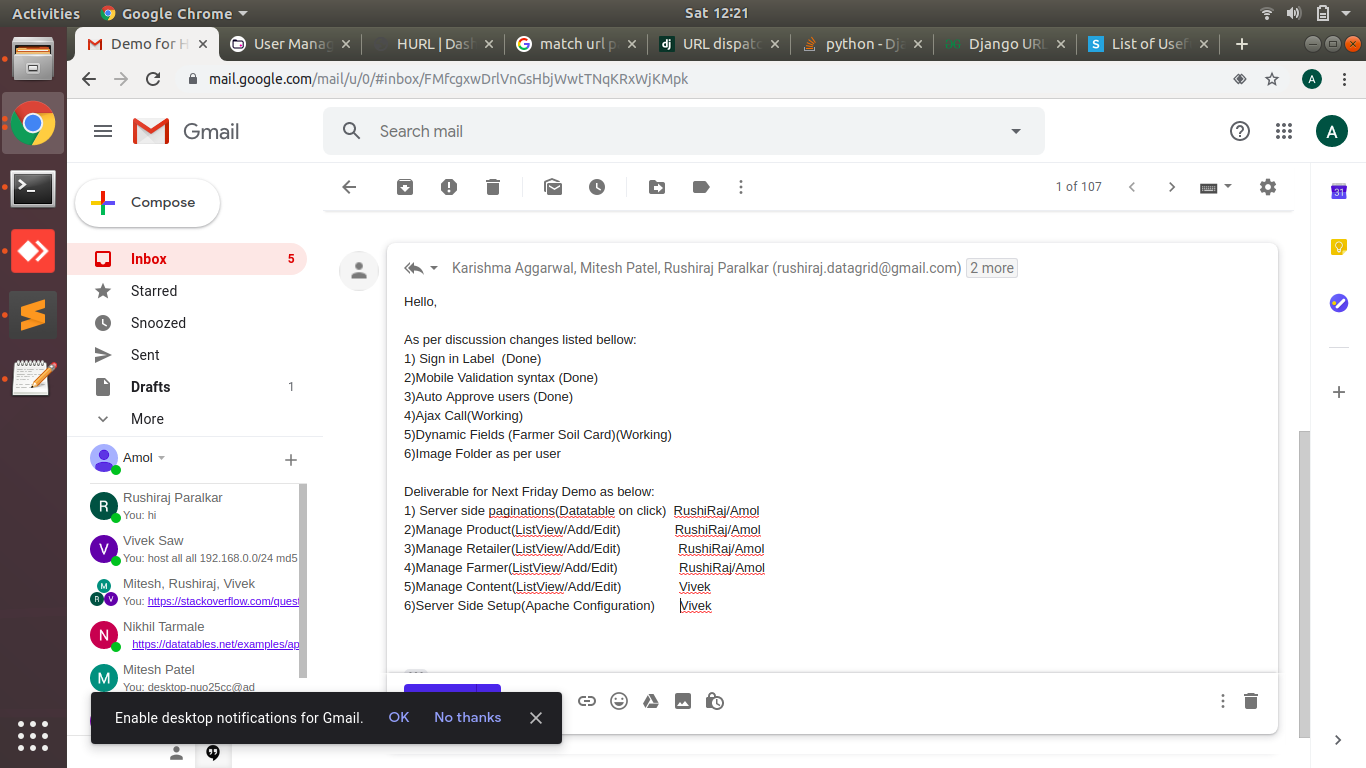 Activities
Google Chrome
Sat 12:21
Demo for H
User Manag
HURL | Das
match url p
URL dispatc
python - Dj
Django URL
List of Usef
mail.google.com/mail/u/0/#inbox/FMfcgxwDrlVnGsHbjWwtTNqKRxWjKMpk
A
Gmail
Search mail
A
Compose
1 of 107
31
Inbox 5
Starred
Snoozed
Sent
Drafts 1
More
Amol
R
Rushiraj Paralkar
You: hi
V
Vivek Saw
You: host all all 192.168.0.0/24 md5
M
R V
Mitesh, Rushiraj, Vivek
You: https://stackoverflow.com/quest
N
Nikhil Tarmale
https://datatables.net/examples/ap
M
Mitesh Patel
You: desktop-nuo25cc@ad
Karishma Aggarwal, Mitesh Patel, Rushiraj Paralkar (rushiraj.datagrid@gmail.com) 2 more
Hello,
As per discussion changes listed bellow:
1) Sign in Label (Done)
2)Mobile Validation syntax (Done)
3)Auto Approve users (Done)
4)Ajax Call(Working)
5)Dynamic Fields (Farmer Soil Card)(Working)
6)Image Folder as per user
Deliverable for Next Friday Demo as below:
1) Server side paginations(Datatable on click) RushiRaj/Amol
2)Manage Product(ListView/Add/Edit) RushiRaj/Amol
3)Manage Retailer(ListView/Add/Edit) RushiRaj/Amol
4)Manage Farmer(ListView/Add/Edit) RushiRaj/Amol
5)Manage Content(ListView/Add/Edit) Vivek
6)Server Side Setup(Apache Configuration) Vivek
Enable desktop notifications for Gmail. OK No thanks